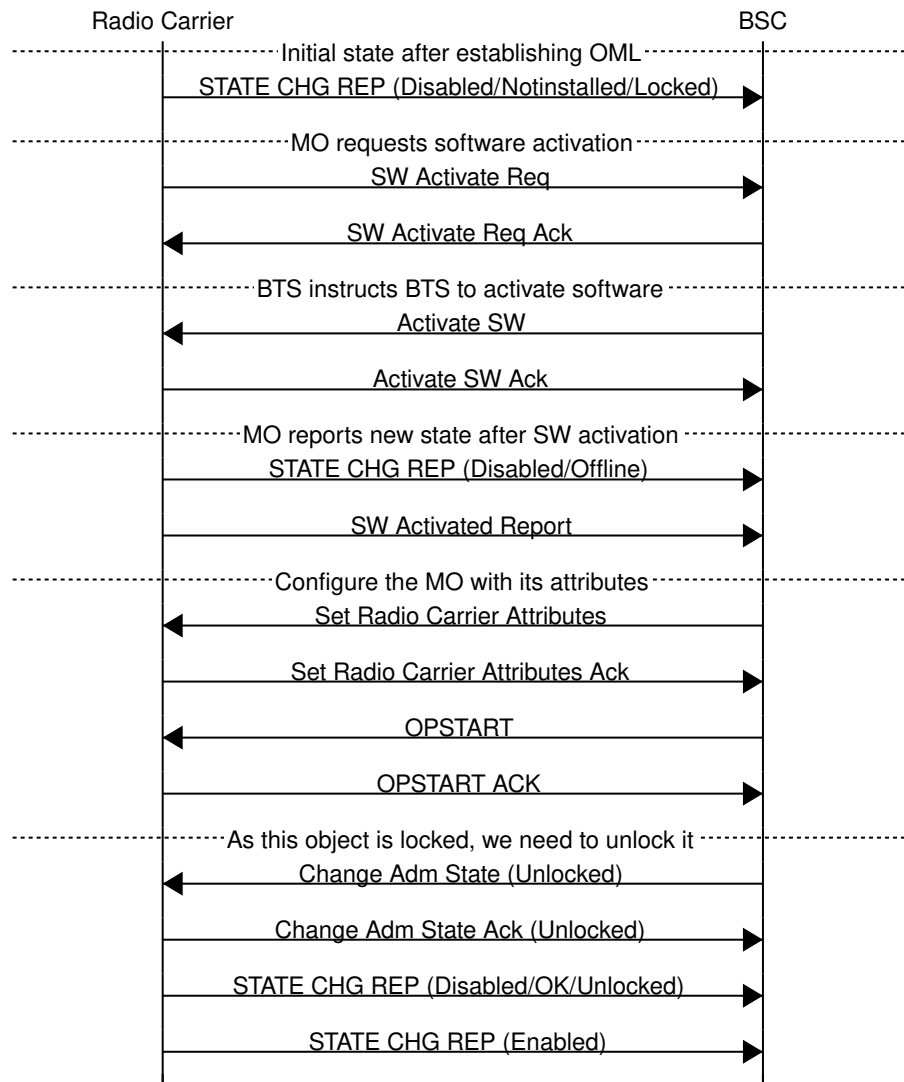 Radio Carrier
BSC
Initial state after establishing OML
STATE CHG REP (Disabled/Notinstalled/Locked)
MO requests software activation
SW Activate Req
SW Activate Req Ack
BTS instructs BTS to activate software
Activate SW
Activate SW Ack
MO reports new state after SW activation
STATE CHG REP (Disabled/Offline)
SW Activated Report
Configure the MO with its attributes
Set Radio Carrier Attributes
Set Radio Carrier Attributes Ack
OPSTART
OPSTART ACK
As this object is locked, we need to unlock it
Change Adm State (Unlocked)
Change Adm State Ack (Unlocked)
STATE CHG REP (Disabled/OK/Unlocked)
STATE CHG REP (Enabled)